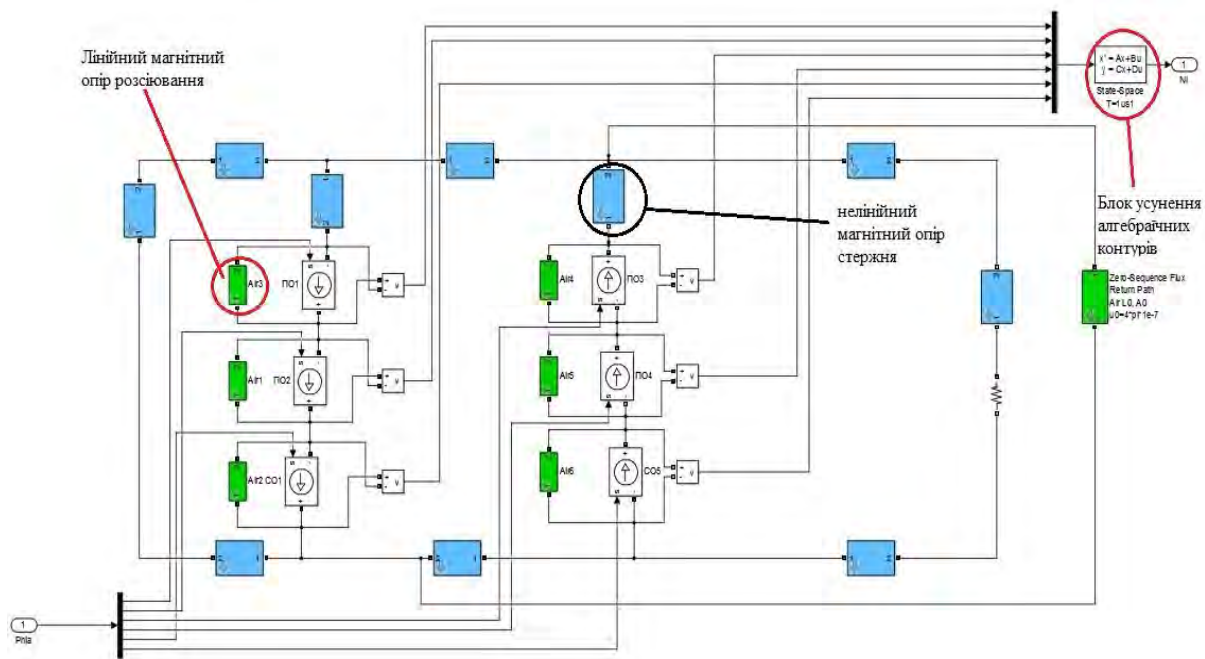 Лінійний магнітний
опір розсіювання
x' = Ax+Bu
y = Cx+Du
State-Space
T=1us1
1
Ni
Блок усунення
алгебраїчних
контурів
нелінійний
магнітний опір
стержня
Air3
ПО1
v
Air4
ПО3
v
Zero-Sequence Flux
Return Path
Air L0, A0
u0=4*pi*1e-7
Air1
ПО2
v
Air5
ПО4
v
Air2
СО1
v
Air6
СО5
v
1
Phia